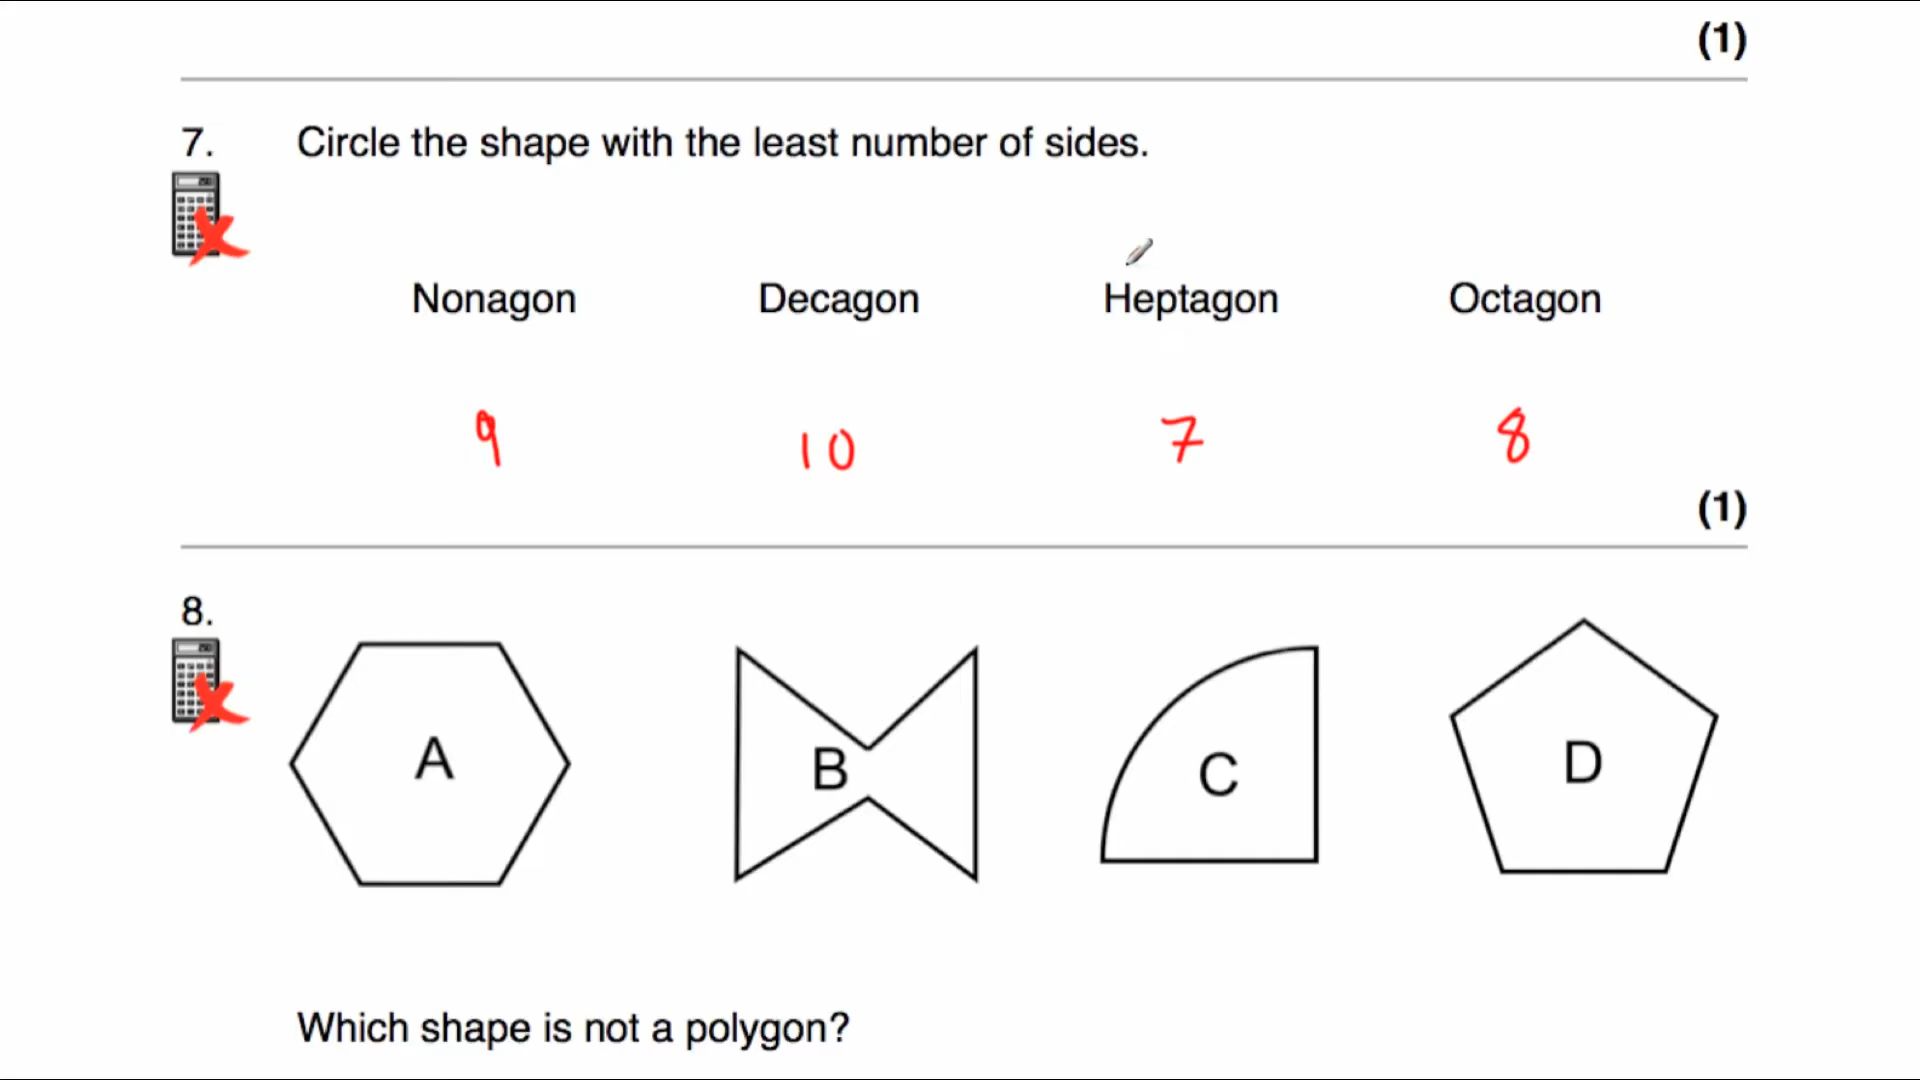 (1)
7. Circle the shape with the least number of sides.
Nonagon Decagon Heptagon Octagon
9 10 7 8
(1)
8.
A B C D
Which shape is not a polygon?